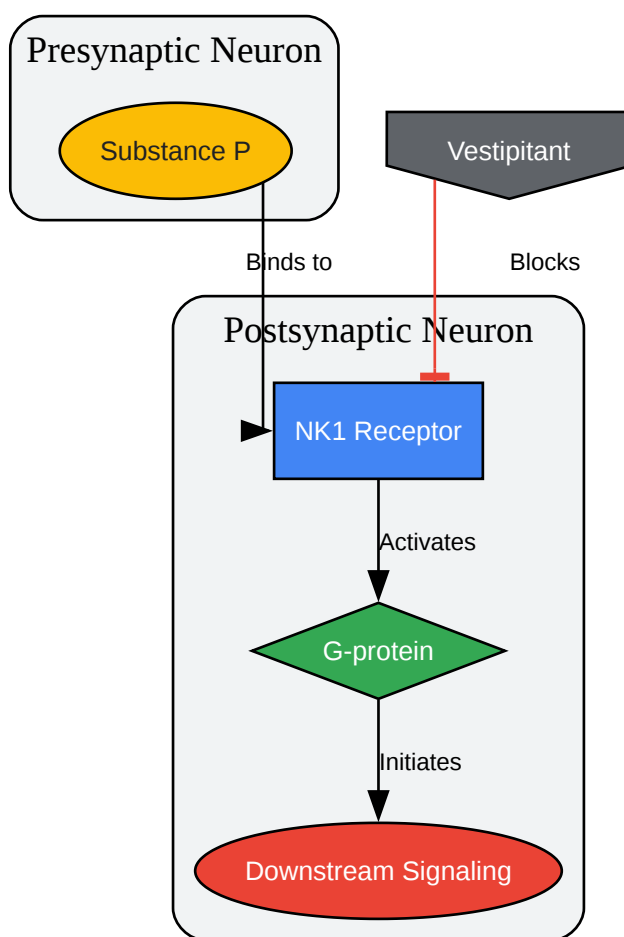 Presynaptic Neuron
Substance P
Vestipitant
Binds to
Blocks
Postsynaptic Neuron
NK1 Receptor
Activates
G-protein
Initiates
Downstream Signaling